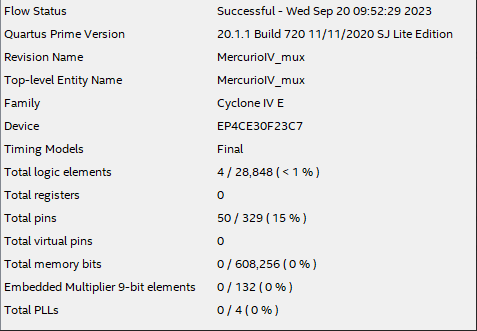 Flow Status Successful - Wed Sep 20 09:52:29 2023
Quartus Prime Version 20.1.1 Build 720 11/11/2020 SJ Lite Edition
Revision Name MercurioIV_mux
Top-level Entity Name MercurioIV_mux
Family Cyclone IV E
Device EP4CE30F23C7
Timing Models Final
Total logic elements 4 / 28,848 ( < 1 % )
Total registers 0
Total pins 50 / 329 ( 15 % )
Total virtual pins 0
Total memory bits 0 / 608,256 ( 0 % )
Embedded Multiplier 9-bit elements 0 / 132 ( 0 % )
Total PLLs 0 / 4 ( 0 % )